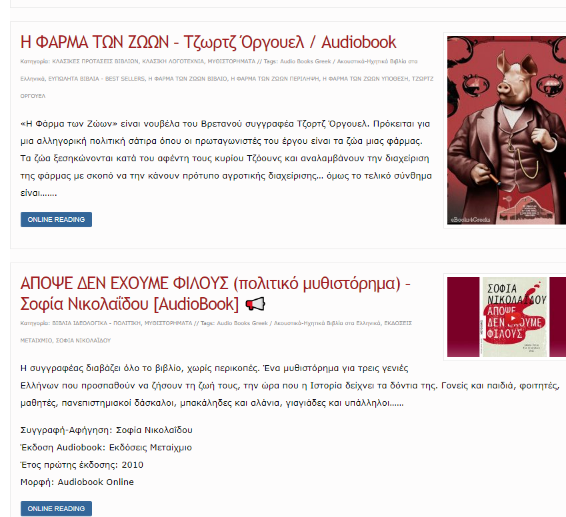 Η ΦΑΡΜΑ ΤΩΝ ΖΩΩΝ – Τζωρτζ Όργουελ / Audiobook
Κατηγορία: ΚΛΑΣΙΚΕΣ ΠΡΟΤΑΣΕΙΣ ΒΙΒΛΙΩΝ, ΚΛΑΣΙΚΗ ΛΟΓΟΤΕΧΝΙΑ, ΜΥΘΙΣΤΟΡΗΜΑΤΑ // Tags: Audio Books Greek / Ακουστικά-Ηχητικά Βιβλία στα
Ελληνικά, ΕΥΠΩΛΗΤΑ ΒΙΒΛΙΑ - BEST SELLERS, Η ΦΑΡΜΑ ΤΩΝ ΖΩΩΝ ΒΙΒΛΙΟ, Η ΦΑΡΜΑ ΤΩΝ ΖΩΩΝ ΠΕΡΙΛΗΨΗ, Η ΦΑΡΜΑ ΤΩΝ ΖΩΩΝ ΥΠΟΘΕΣΗ, ΤΖΩΡΤΖ
ΟΡΓΟΥΕΛ
«Η Φάρμα των Ζώων» είναι νουβέλα του Βρετανού συγγραφέα Τζορτζ Όργουελ. Πρόκειται για
μια αλληγορική πολιτική σάτιρα όπου οι πρωταγωνιστές του έργου είναι τα ζώα μιας φάρμας.
Τα ζώα ξεσηκώνονται κατά του αφέντη τους κυρίου Τζόουνς και αναλαμβάνουν την διαχείριση
της φάρμας με σκοπό να την κάνουν πρότυπο αγροτικής διαχείρισης… όμως το τελικό σύνθημα
είναι…….
ONLINE READING
eBooks4Greeks
ΑΠΟΨΕ ΔΕΝ ΕΧΟΥΜΕ ΦΙΛΟΥΣ (πολιτικό μυθιστόρημα) –
Σοφία Νικολαΐδου [AudioBook]
Κατηγορία: ΒΙΒΛΙΑ ΙΔΕΟΛΟΓΙΚΑ - ΠΟΛΙΤΙΚΗ, ΜΥΘΙΣΤΟΡΗΜΑΤΑ // Tags: Audio Books Greek / Ακουστικά-Ηχητικά Βιβλία στα Ελληνικά, ΕΚΔΟΣΕΙΣ
ΜΕΤΑΙΧΜΙΟ, ΣΟΦΙΑ ΝΙΚΟΛΑΪΔΟΥ
Η συγγραφέας διαβάζει όλο το βιβλίο, χωρίς περικοπές. Ένα μυθιστόρημα για τρεις γενιές
Ελλήνων που προσπαθούν να ζήσουν τη ζωή τους, την ώρα που η Ιστορία δείχνει τα δόντια της. Γονείς και παιδιά, φοιτητές,
μαθητές, πανεπιστημιακοί δάσκαλοι, μπακάληδες και αλάνια, γιαγιάδες και υπάλληλοι……
Συγγραφή-Αφήγηση: Σοφία Νικολαΐδου
Έκδοση Audiobook: Εκδόσεις Μεταίχμιο
Έτος πρώτης έκδοσης: 2010
Μορφή: Audiobook Online
ONLINE READING
ΣΟΦΙΑ
ΝΙΚΟΛΑΪΔΟΥ
ΑΠΟΨΕ
ΔΕΝ ΕΧΟΥΜΕ
ΦΙΛΟΥΣ